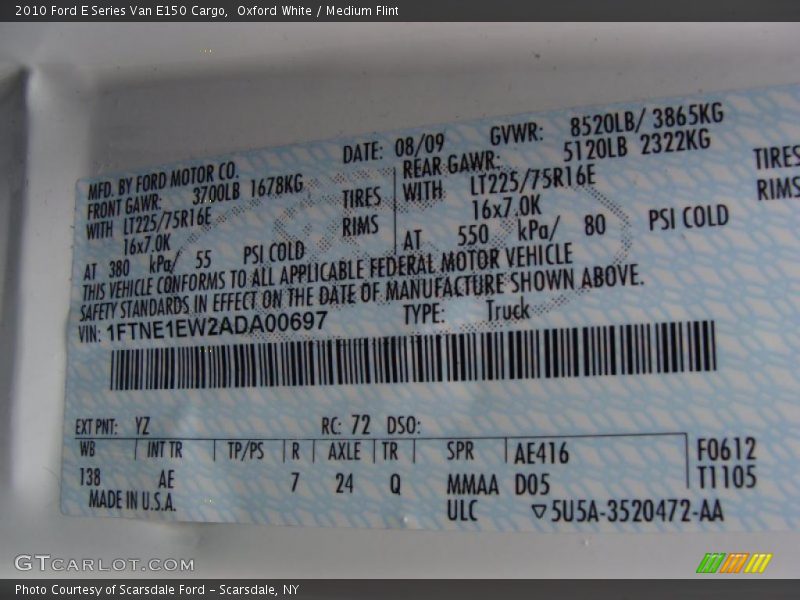 2010 Ford E Series Van E150 Cargo,  Oxford White / Medium Flint
MFD. BY FORD MOTOR CO.
DATE: 08/09
GVWR: 8520LB/ 3865KG
FRONT GAWR: 3700LB 1678KG
REAR GAWR: 5120LB 2322KG
WITH LT225/75R16E TIRES
WITH LT225/75R16E TIRES
16x7.0K RIMS
16x7.0K RIMS
AT 380 kPa/ 55 PSI COLD
AT 550 kPa/ 80 PSI COLD
THIS VEHICLE CONFORMS TO ALL APPLICABLE FEDERAL MOTOR VEHICLE
SAFETY STANDARDS IN EFFECT ON THE DATE OF MANUFACTURE SHOWN ABOVE.
VIN: 1FTNE1EW2ADA00697 TYPE: Truck
EXT PNT: YZ RC: 72 DSO:
WB INT TR TP/PS R AXLE TR SPR AE416 F0612
138 AE 7 24 Q MMAA D05 T1105
MADE IN U.S.A. ULC ▽5U5A-3520472-AA
GTCARLOT.COM
Photo Courtesy of Scarsdale Ford – Scarsdale, NY